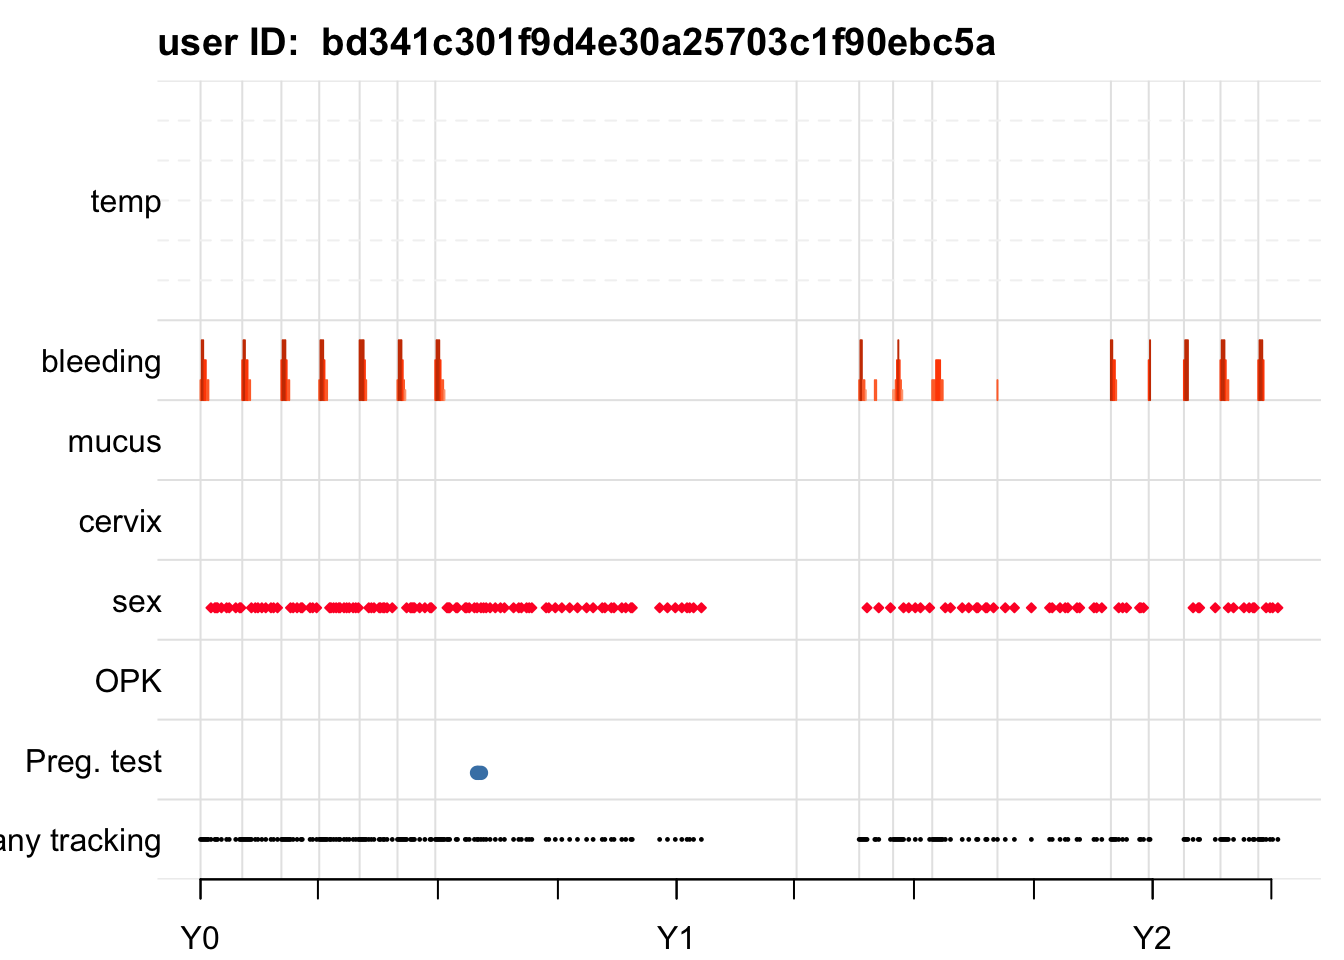 user ID:  bd341c301f9d4e30a25703c1f90ebc5a
temp
bleeding
mucus
cervix
sex
OPK
Preg. test
any tracking
Y0 Y1 Y2